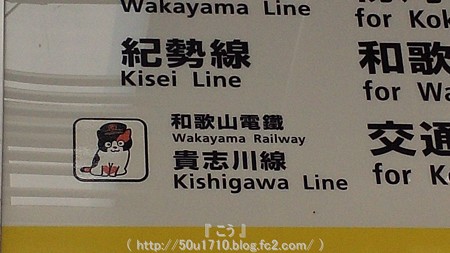 Wakayama Line
for Kok
紀勢線
和歌
Kisei Line
for Wa
和歌山電鐵
Wakayama Railway
交通
貴志川線
for K
Kishigawa Line
『 こう 』
( http://50u1710.blog.fc2.com/ )